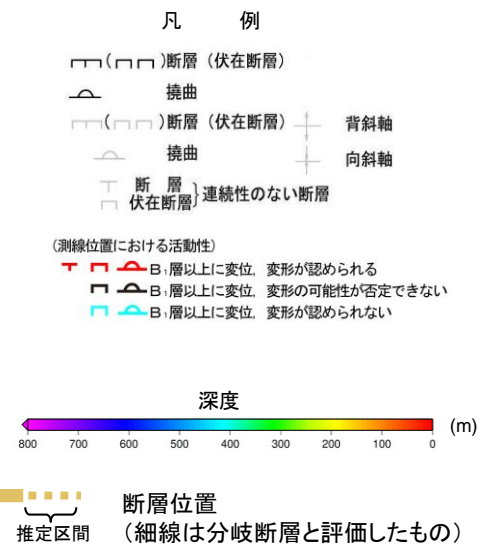 凡 例
( )断層（伏在断層）
撓曲
( )断層（伏在断層） 背斜軸
撓曲 向斜軸
断 層
伏在断層 }連続性のない断層
(測線位置における活動性)
B₁層以上に変位，変形が認められる
B₁層以上に変位，変形の可能性が否定できない
B₁層以上に変位，変形が認められない
深度
(m)
800 700 600 500 400 300 200 100 0
断層位置
推定区間 （細線は分岐断層と評価したもの）